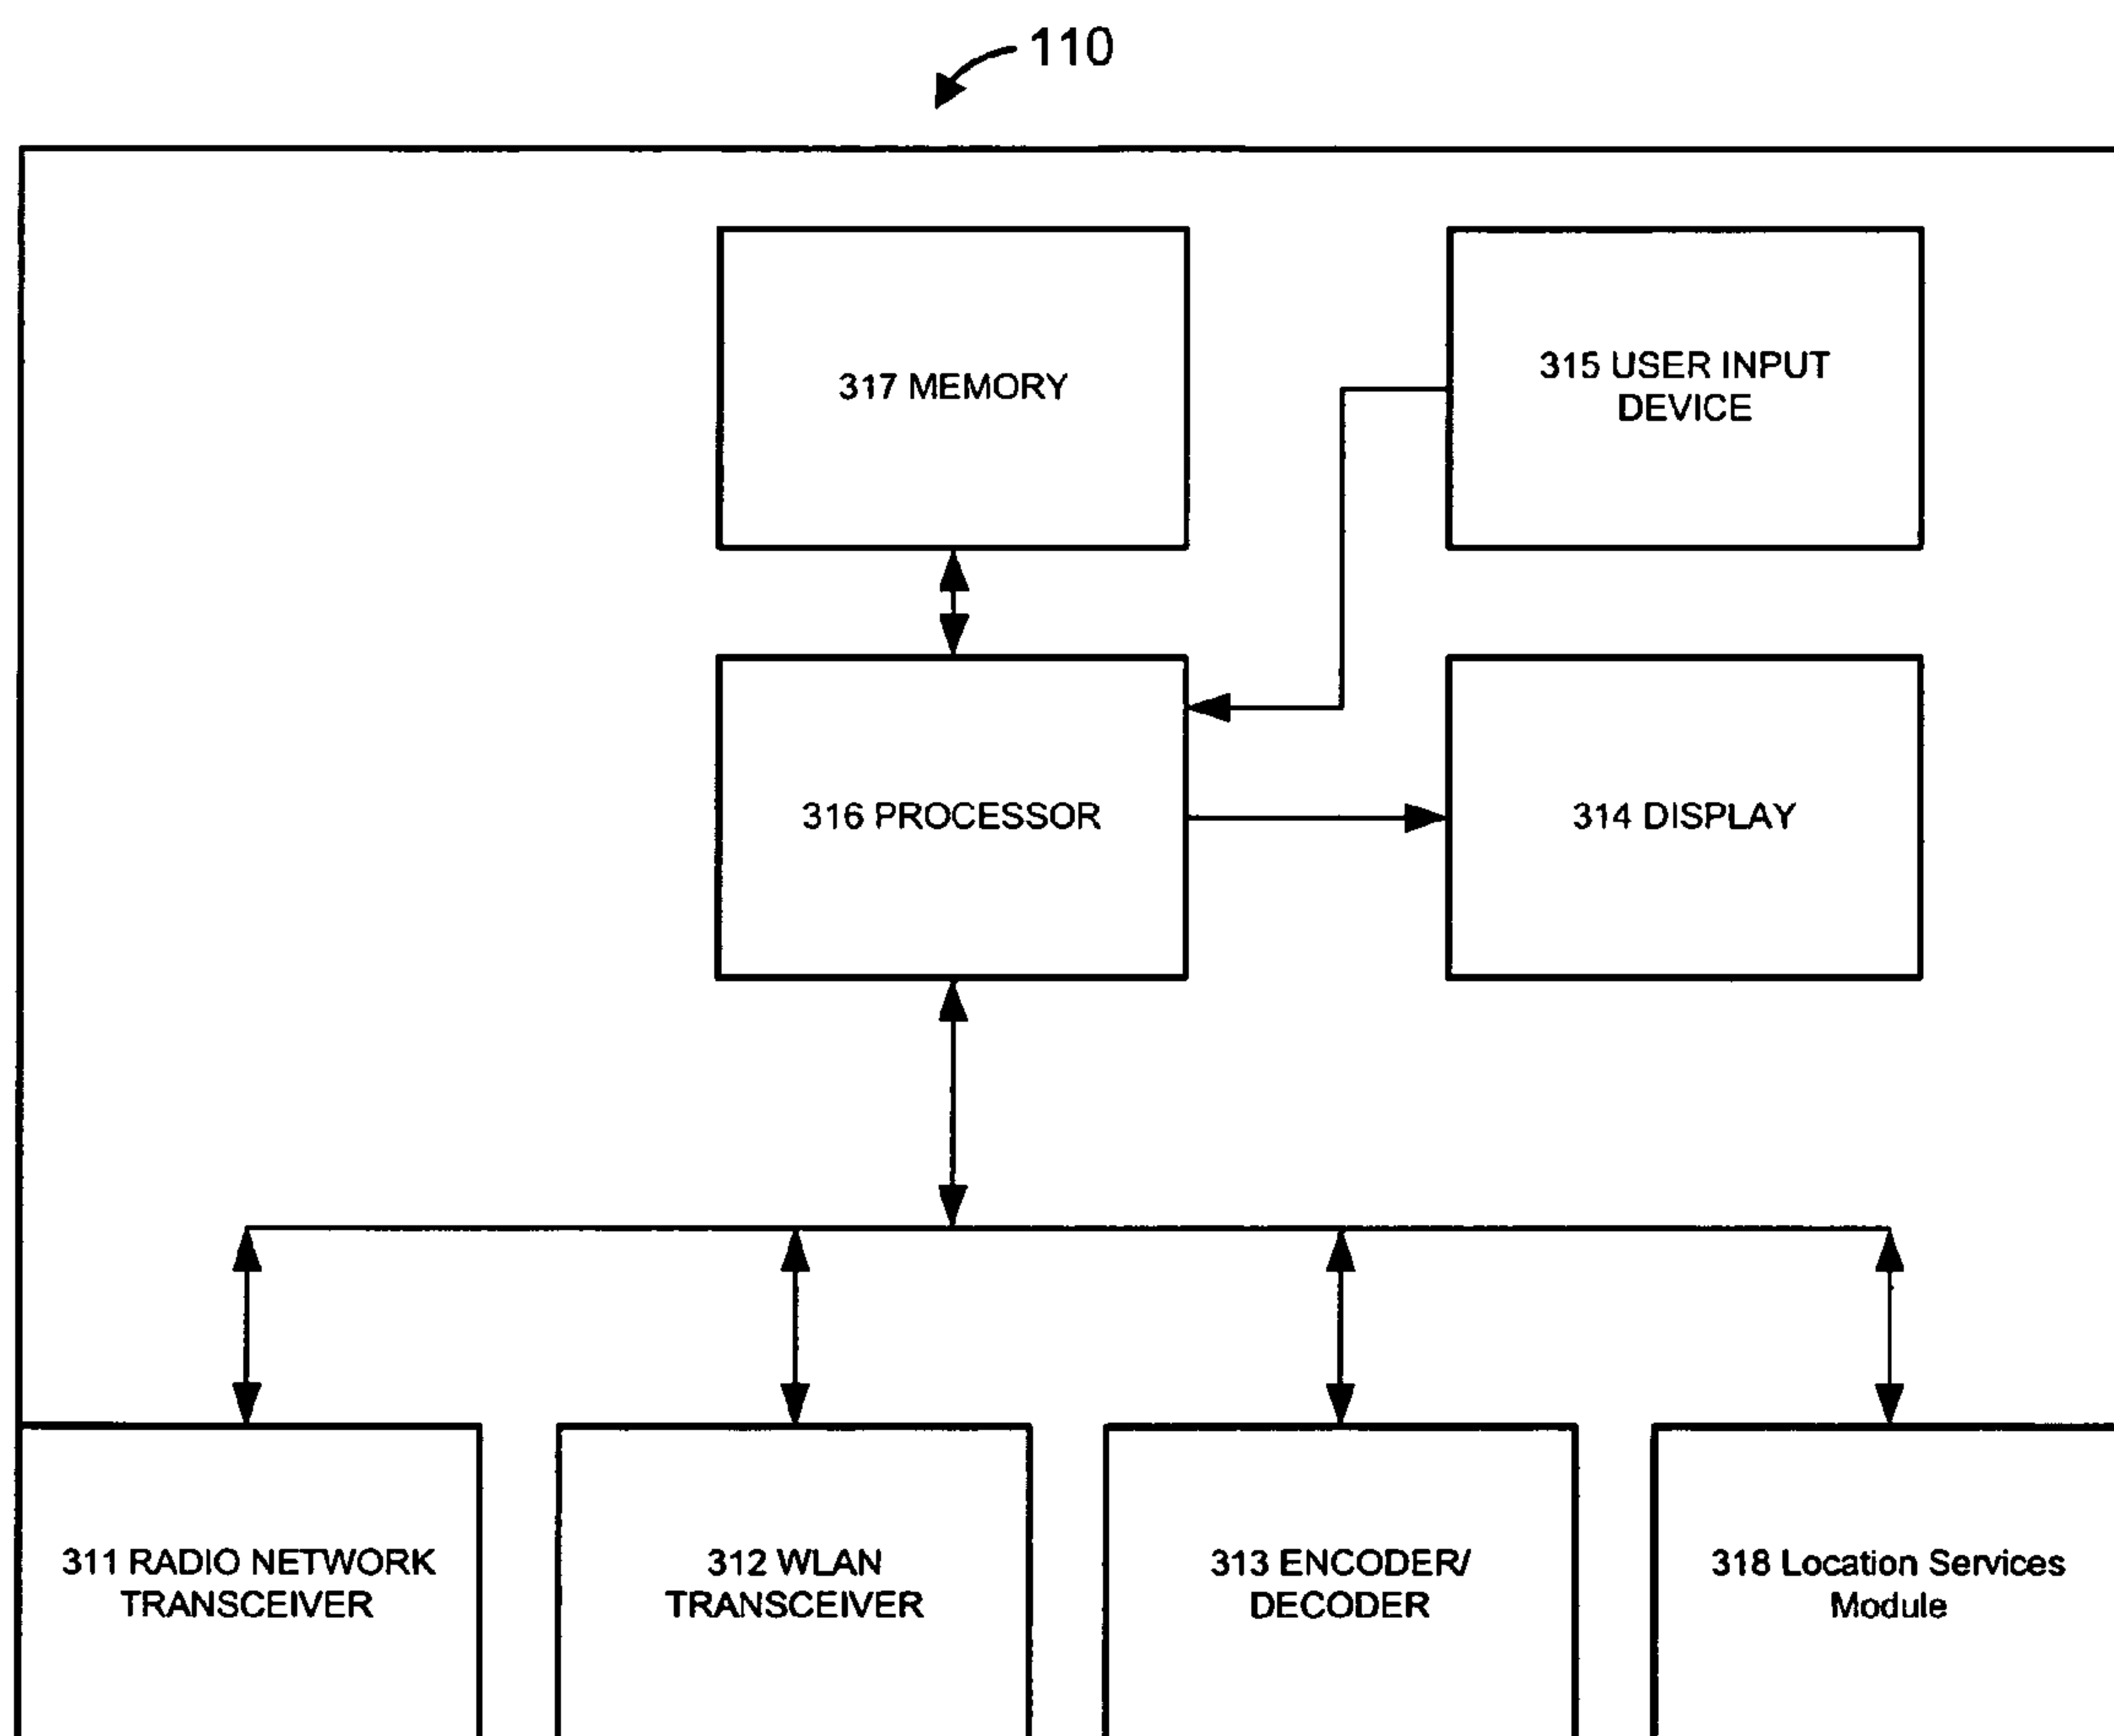 110
317 MEMORY
315 USER INPUT
DEVICE
316 PROCESSOR
314 DISPLAY
311 RADIO NETWORK
TRANSCEIVER
312 WLAN
TRANSCEIVER
313 ENCODER/
DECODER
318 Location Services
Module